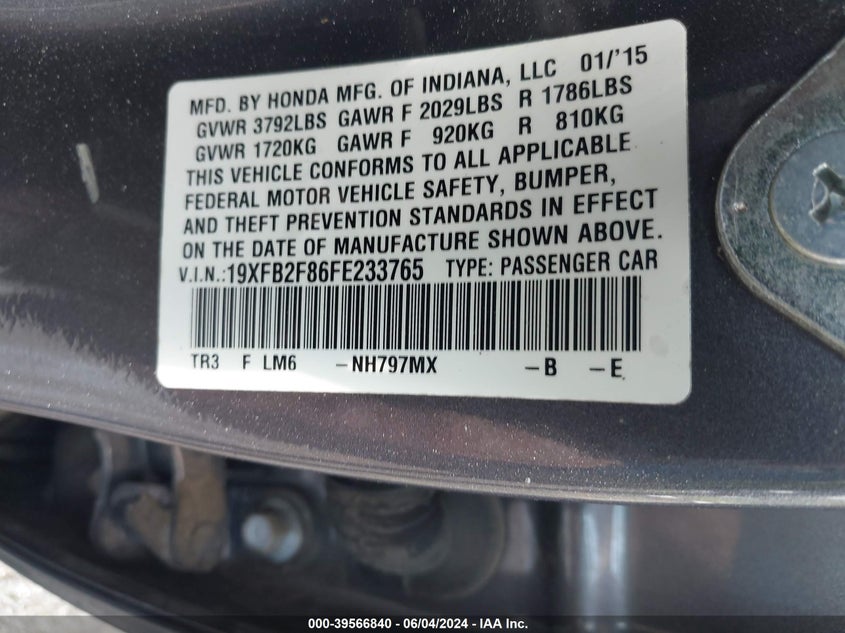 MFD. BY HONDA MFG. OF INDIANA, LLC 01/'15
GVWR 3792LBS GAWR F 2029LBS R 1786LBS
GVWR 1720KG GAWR F 920KG R 810KG
THIS VEHICLE CONFORMS TO ALL APPLICABLE
FEDERAL MOTOR VEHICLE SAFETY, BUMPER,
AND THEFT PREVENTION STANDARDS IN EFFECT
ON THE DATE OF MANUFACTURE SHOWN ABOVE.
V.I.N.:19XFB2F86FE233765 TYPE: PASSENGER CAR
TR3 F LM6 -NH797MX -B -E
000-39566840 | 06/04/2024 - IAA Inc.